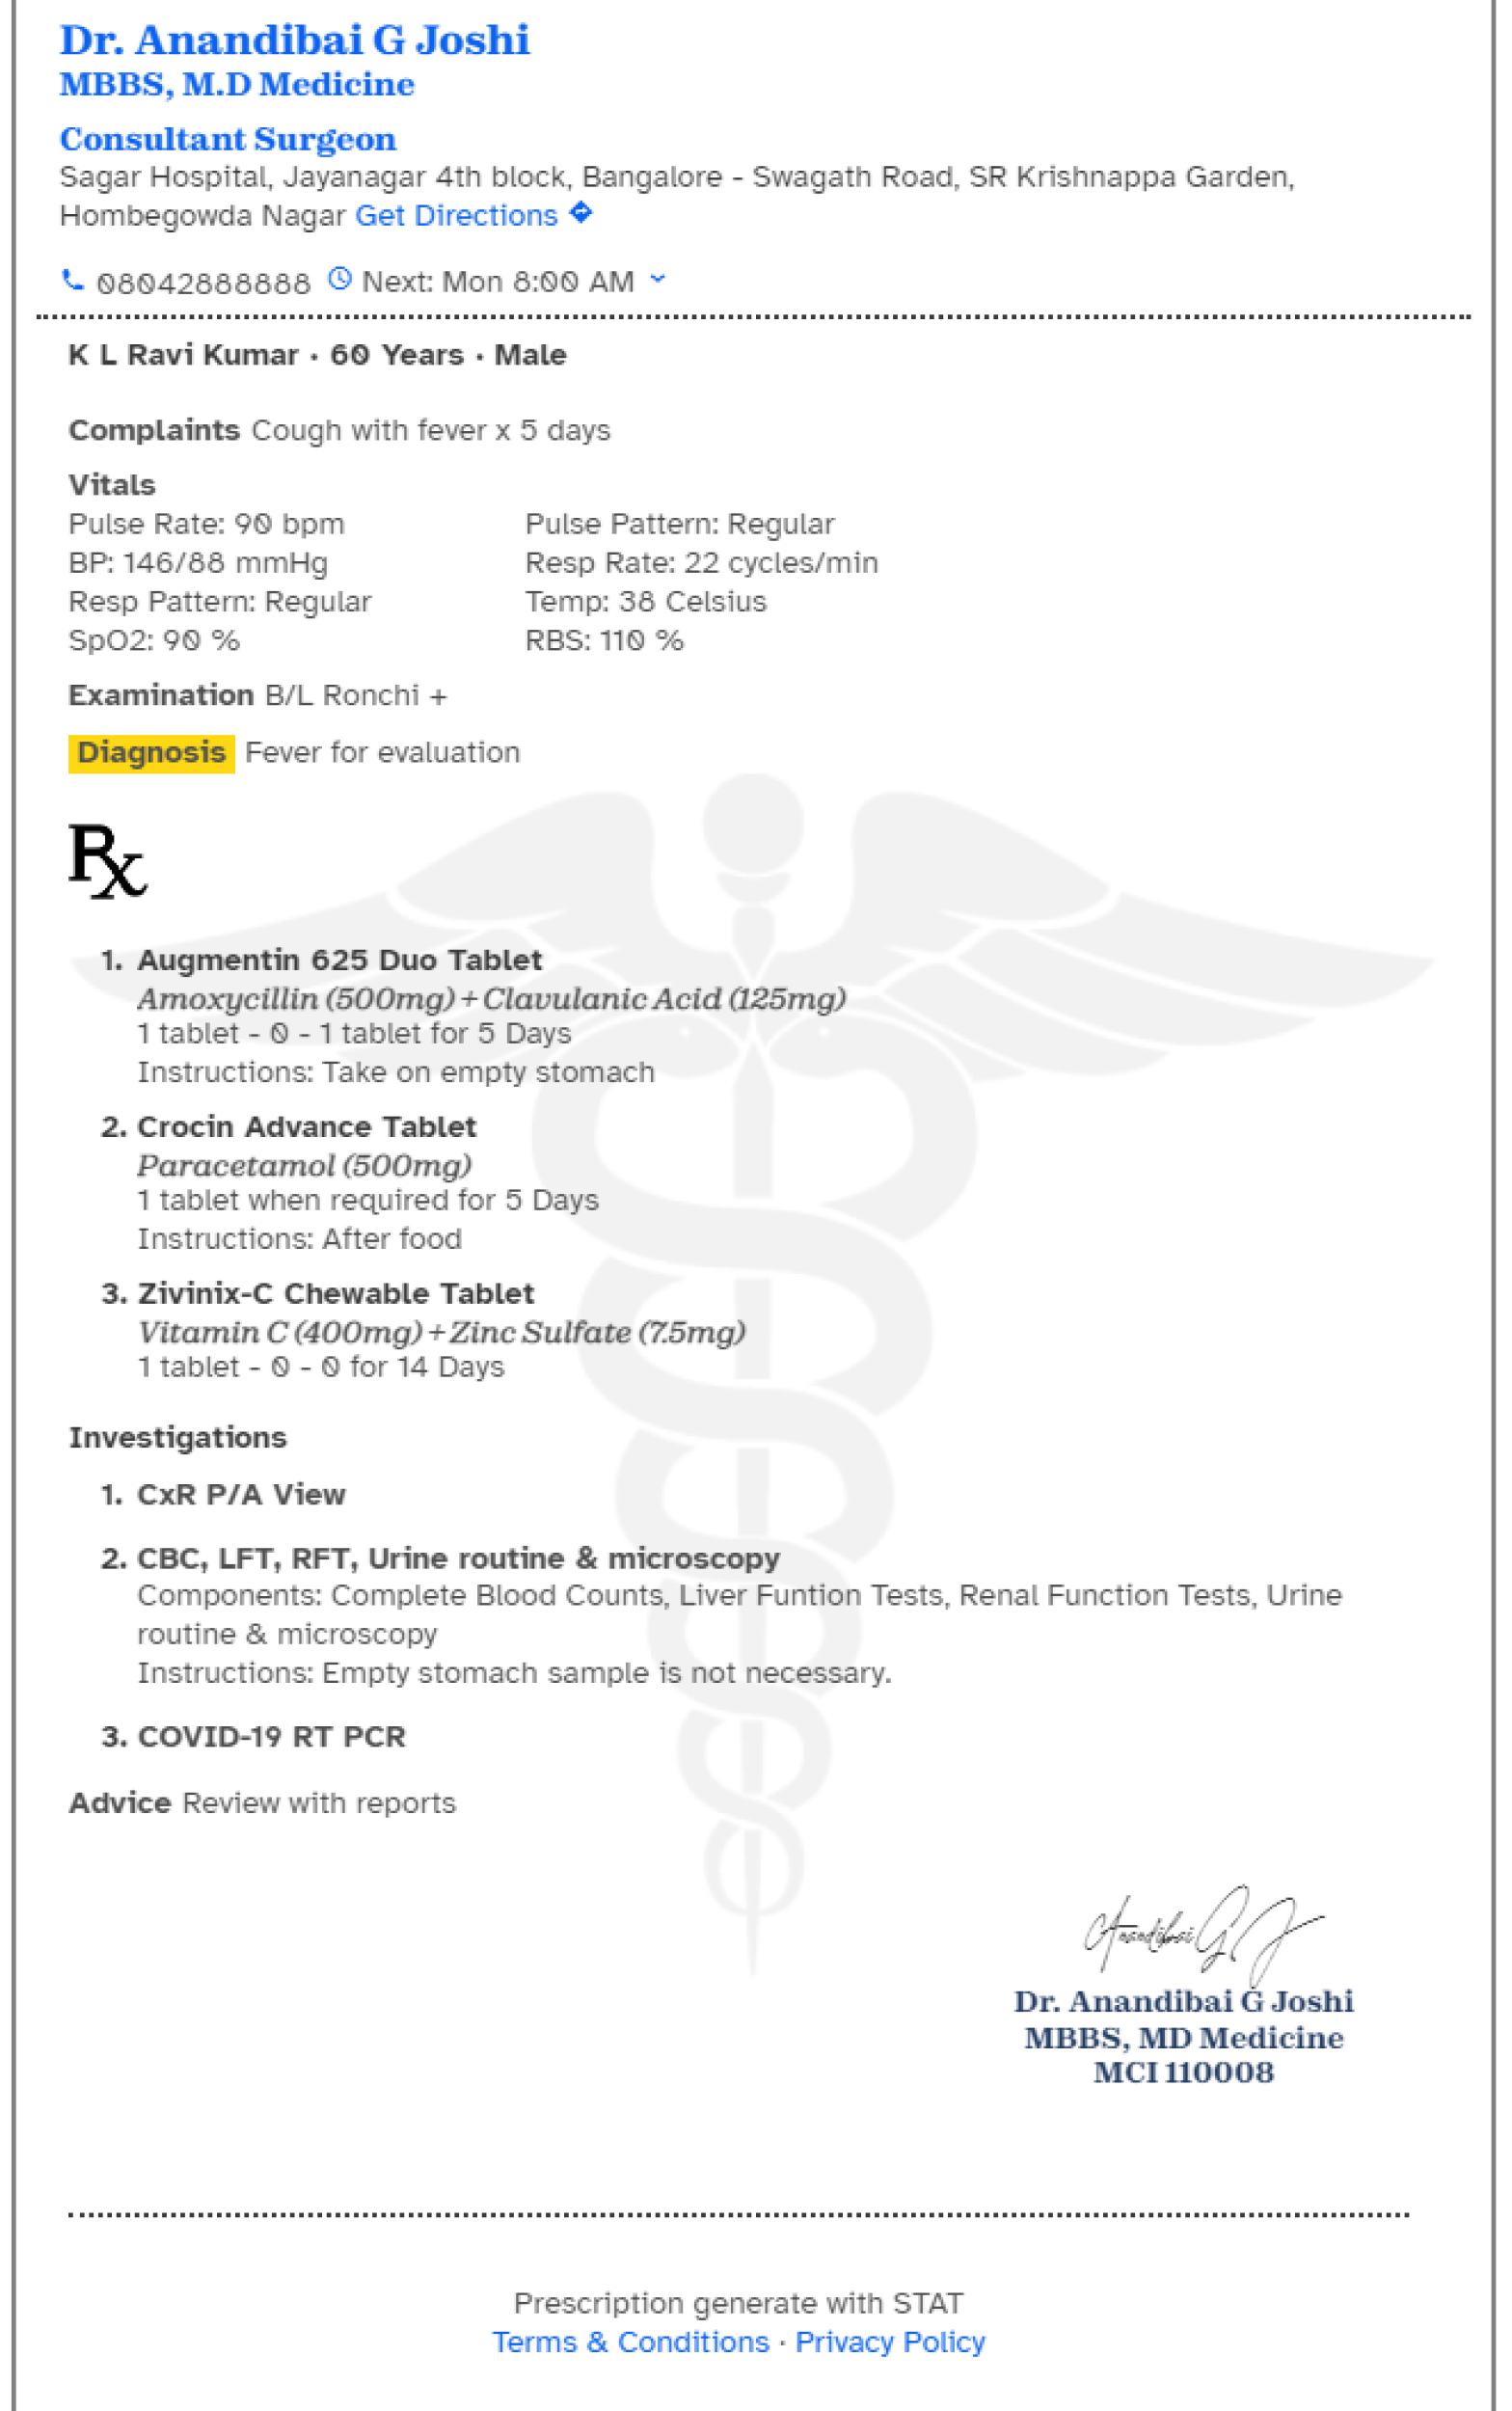 Dr. Anandibai G Joshi
MBBS, M.D Medicine
Consultant Surgeon
Sagar Hospital, Jayanagar 4th block, Bangalore - Swagath Road, SR Krishnappa Garden,
Hombegowda Nagar Get Directions
08042888888 Next: Mon 8:00 AM
K L Ravi Kumar · 60 Years · Male
Complaints Cough with fever x 5 days
Vitals
Pulse Rate: 90 bpm Pulse Pattern: Regular
BP: 146/88 mmHg Resp Rate: 22 cycles/min
Resp Pattern: Regular Temp: 38 Celsius
SpO2: 90 % RBS: 110 %
Examination B/L Ronchi +
Diagnosis Fever for evaluation
Rx
1. Augmentin 625 Duo Tablet
Amoxycillin (500mg) + Clavulanic Acid (125mg)
1 tablet - 0 - 1 tablet for 5 Days
Instructions: Take on empty stomach
2. Crocin Advance Tablet
Paracetamol (500mg)
1 tablet when required for 5 Days
Instructions: After food
3. Zivinix-C Chewable Tablet
Vitamin C (400mg) + Zinc Sulfate (7.5mg)
1 tablet - 0 - 0 for 14 Days
Investigations
1. CxR P/A View
2. CBC, LFT, RFT, Urine routine & microscopy
Components: Complete Blood Counts, Liver Funtion Tests, Renal Function Tests, Urine
routine & microscopy
Instructions: Empty stomach sample is not necessary.
3. COVID-19 RT PCR
Advice Review with reports
Anandibai G J
Dr. Anandibai G Joshi
MBBS, MD Medicine
MCI 110008
Prescription generate with STAT
Terms & Conditions · Privacy Policy